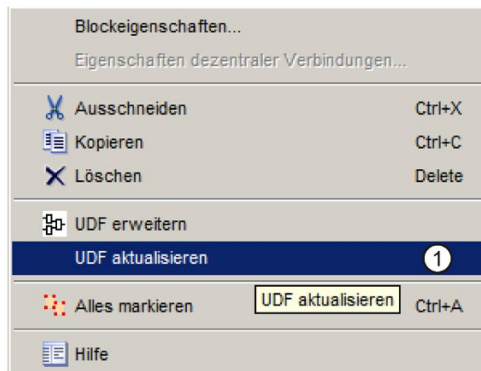 Blockeigenschaften...
Eigenschaften dezentraler Verbindungen...
Ausschneiden Ctrl+X
Kopieren Ctrl+C
Löschen Delete
UDF erweitern
UDF aktualisieren 1
Alles markieren UDF aktualisieren Ctrl+A
Hilfe